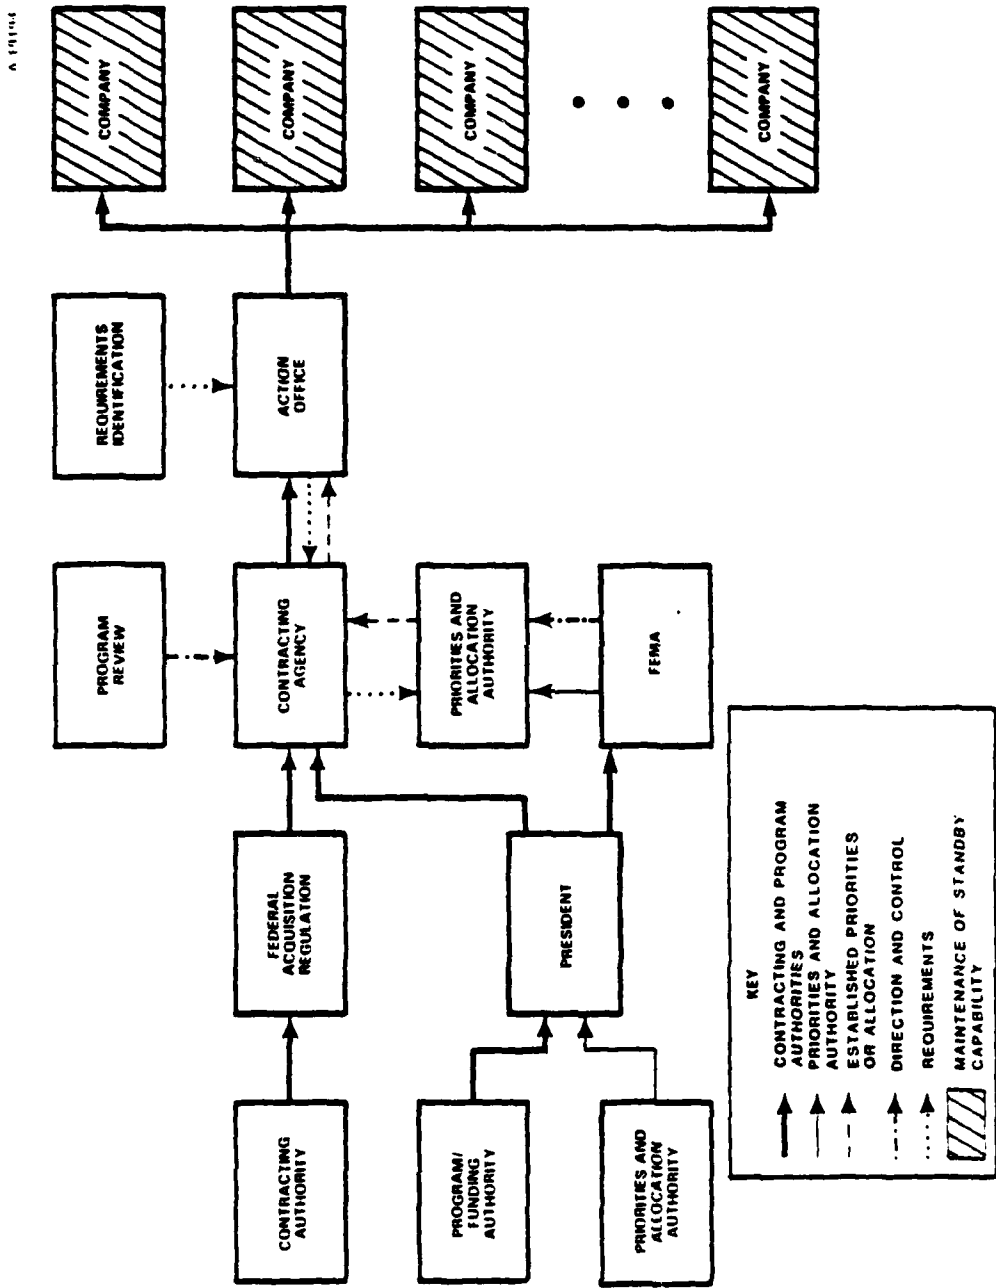 CONTRACTING
AUTHORITY
PROGRAM/
FUNDING
AUTHORITY
PRIORITIES AND
ALLOCATION
AUTHORITY
FEDERAL
ACQUISITION
REGULATION
PRESIDENT
PROGRAM
REVIEW
CONTRACTING
AGENCY
PRIORITIES AND
ALLOCATION
AUTHORITY
FEMA
REQUIREMENTS
IDENTIFICATION
ACTION
OFFICE
COMPANY
COMPANY
COMPANY
COMPANY
KEY
CONTRACTING AND PROGRAM
AUTHORITIES
PRIORITIES AND ALLOCATION
AUTHORITY
ESTABLISHED PRIORITIES
OR ALLOCATION
DIRECTION AND CONTROL
REQUIREMENTS
MAINTENANCE OF STANDBY
CAPABILITY